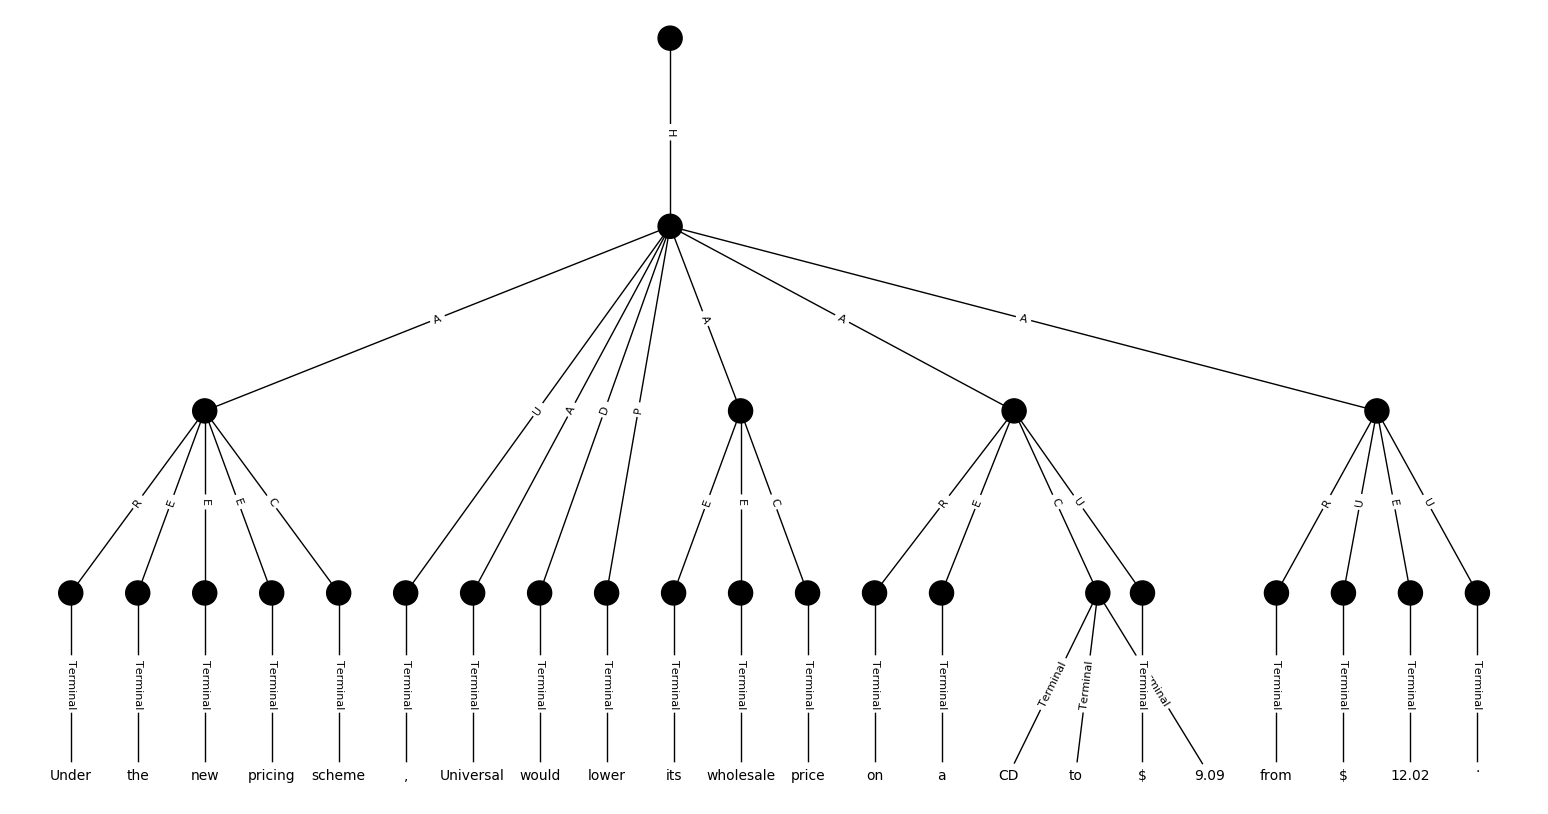 H
A U A D P A A A
R E E E C E E C R E C U R U E U
Terminal Terminal Terminal Terminal Terminal Terminal Terminal Terminal Terminal Terminal Terminal Terminal Terminal Terminal Terminal Terminal Terminal minal Terminal Terminal Terminal Terminal
Under the new pricing scheme , Universal would lower its wholesale price on a CD to $ 9.09 from $ 12.02 .